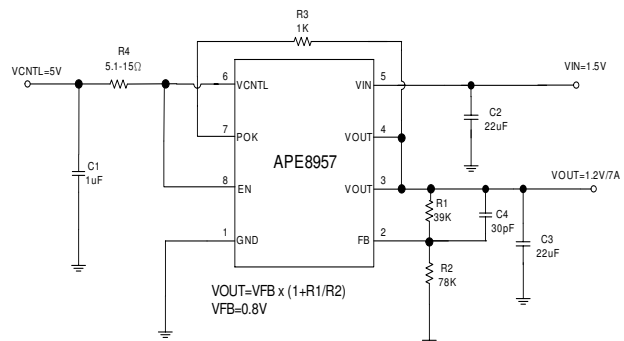 R3
1K
R4
5.1-15Ω
VCNTL=5V
C1
1uF
6
VCNTL
7
POK
8
EN
1
GND
APE8957
5
VIN
4
VOUT
3
VOUT
2
FB
VIN=1.5V
C2
22uF
VOUT=1.2V/7A
R1
39K
C4
30pF
C3
22uF
R2
78K
VOUT=VFB x (1+R1/R2)
VFB=0.8V